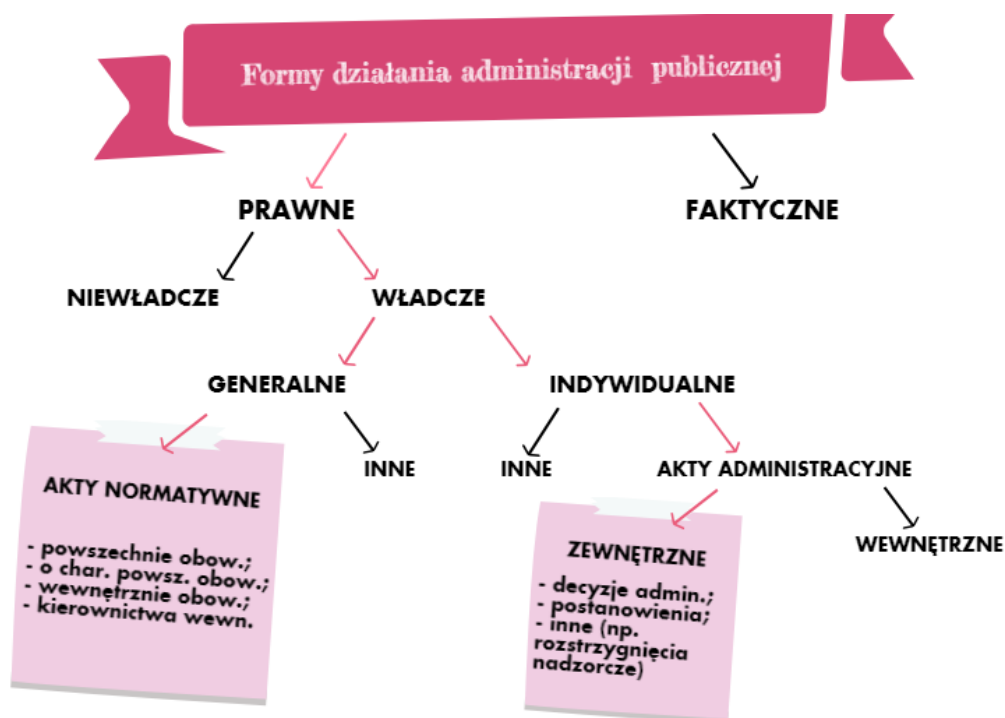 Formy działania administracji publicznej
PRAWNE
FAKTYCZNE
NIEWŁADCZE
WŁADCZE
GENERALNE
INDYWIDUALNE
INNE
INNE
AKTY ADMINISTRACYJNE
AKTY NORMATYWNE
- powszechnie obow.;
- o char. powsz. obow.;
- wewnętrznie obow.;
- kierownictwa wewn.
ZEWNĘTRZNE
- decyzje admin.;
- postanowienia;
- inne (np.
rozstrzygnięcia
nadzorcze)
WEWNĘTRZNE